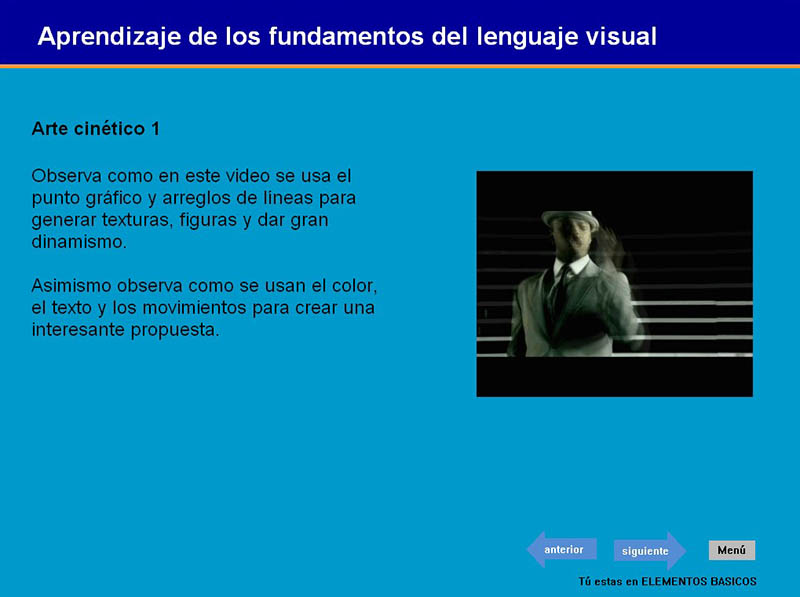 Aprendizaje de los fundamentos del lenguaje visual
Arte cinético 1
Observa como en este video se usa el
punto gráfico y arreglos de líneas para
generar texturas, figuras y dar gran
dinamismo.
Asimismo observa como se usan el color,
el texto y los movimientos para crear una
interesante propuesta.
anterior
siguiente
Menú
Tú estas en ELEMENTOS BASICOS